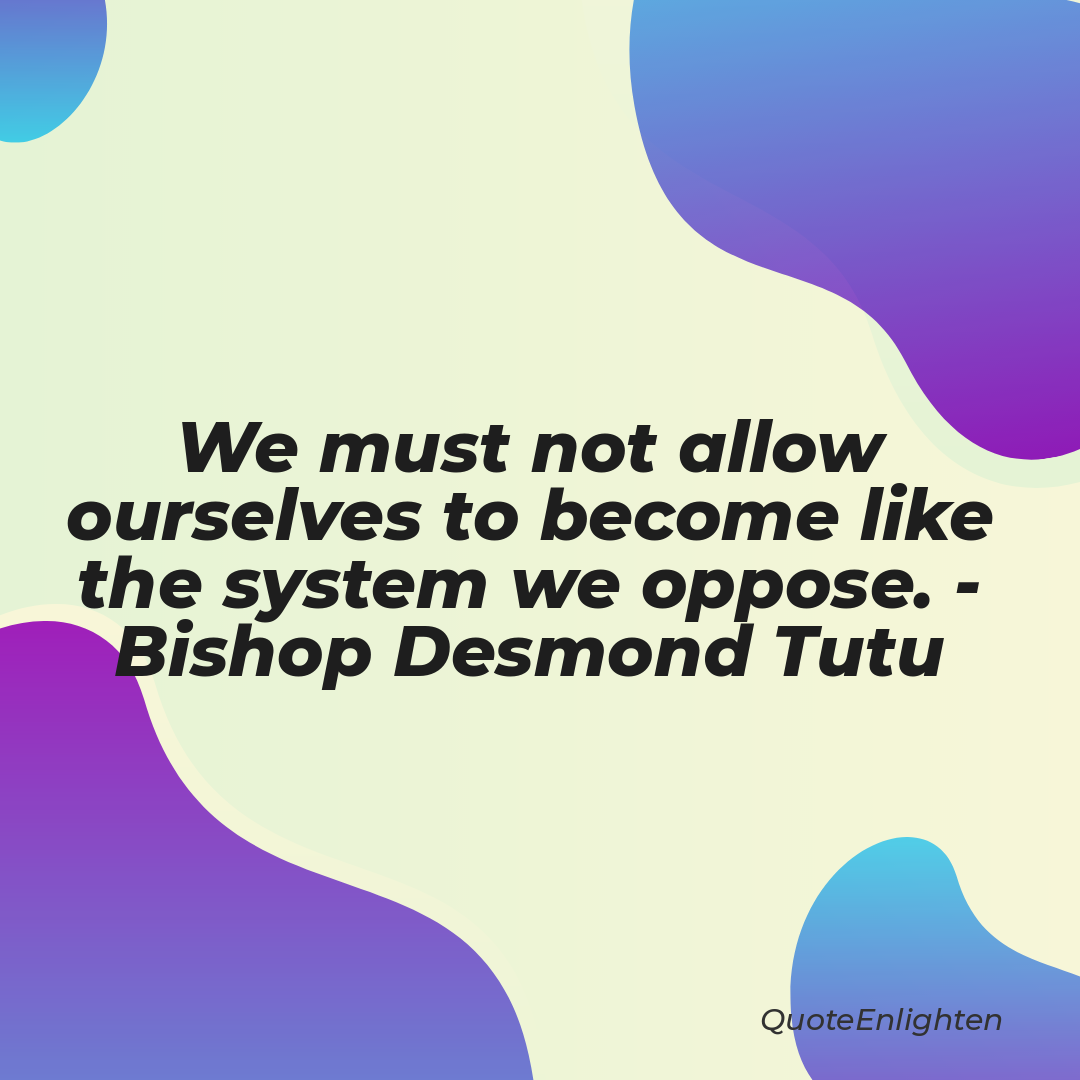 We must not allow
ourselves to become like
the system we oppose. -
Bishop Desmond Tutu
QuoteEnlighten